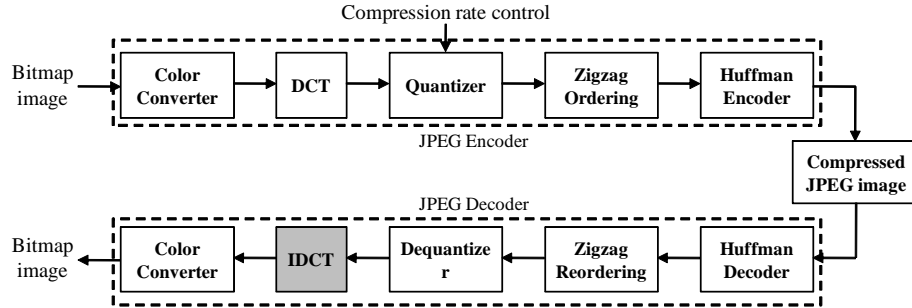 Compression rate control
Bitmap
image
Color
Converter
DCT
Quantizer
Zigzag
Ordering
Huffman
Encoder
JPEG Encoder
Compressed
JPEG image
JPEG Decoder
Bitmap
image
Color
Converter
IDCT
Dequantize
r
Zigzag
Reordering
Huffman
Decoder